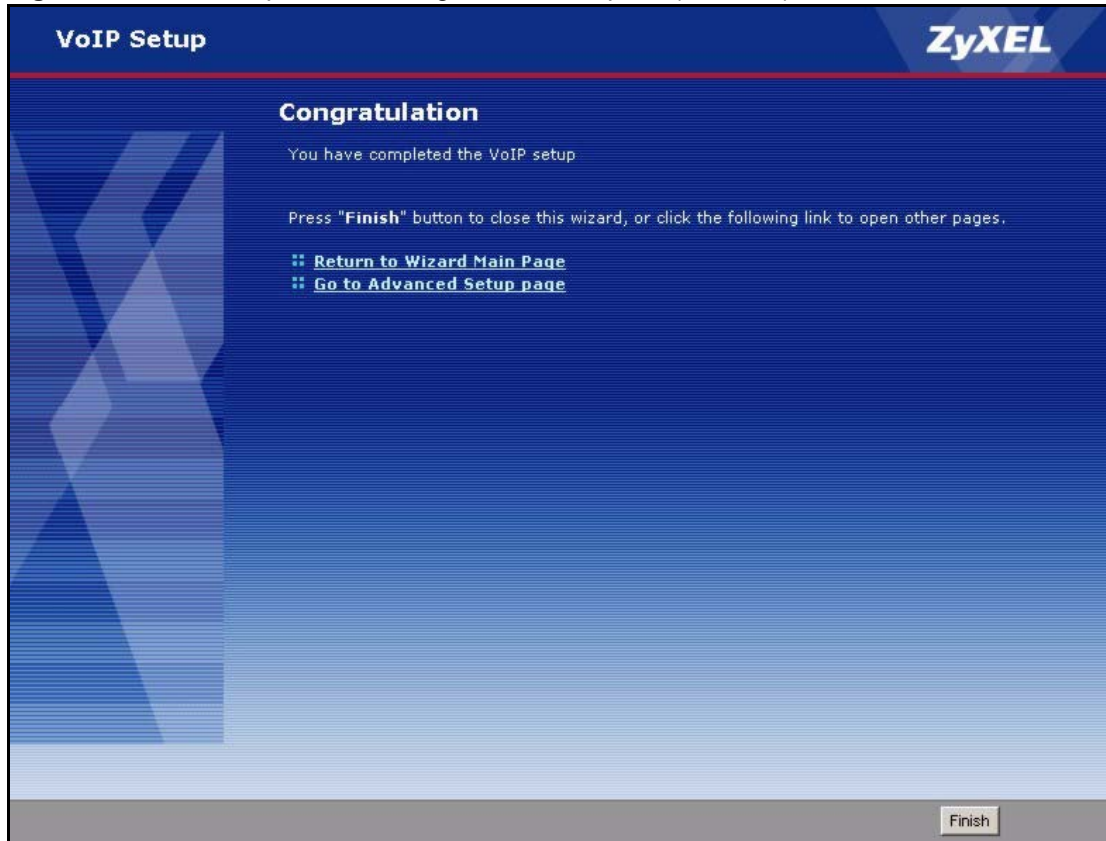 VoIP Setup
ZyXEL
Congratulation
You have completed the VoIP setup
Press "Finish" button to close this wizard, or click the following link to open other pages.
Return to Wizard Main Page
Go to Advanced Setup page
Finish